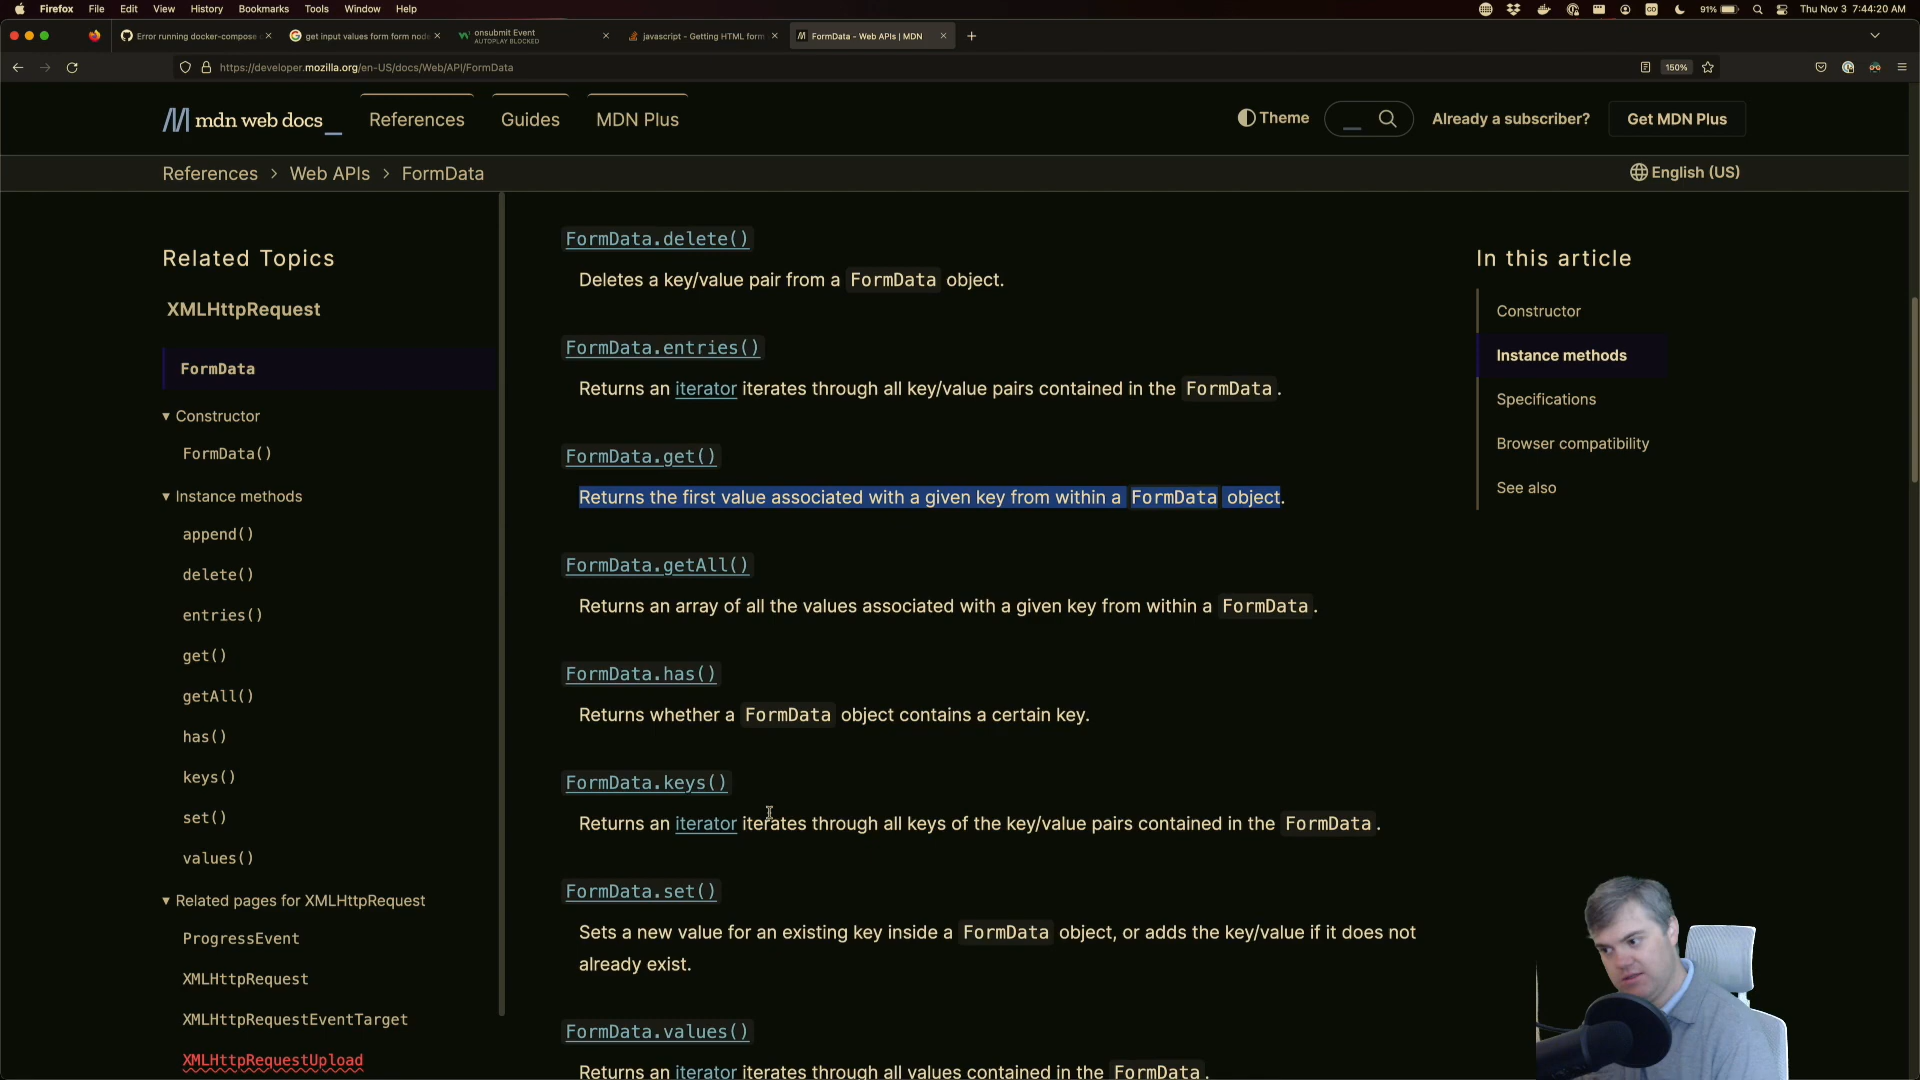 Firefox File Edit View History Bookmarks Tools Window Help 91% Thu Nov 3 7:44:20 AM
Error running docker-compose
get input values form form node
onsubmit Event
AUTOPLAY BLOCKED
javascript - Getting HTML form
FormData - Web APIs | MDN
https://developer.mozilla.org/en-US/docs/Web/API/FormData
150%
mdn web docs_
References Guides MDN Plus
Theme
Already a subscriber?
Get MDN Plus
References > Web APIs > FormData
English (US)
Related Topics
XMLHttpRequest
FormData
Constructor
FormData()
Instance methods
append()
delete()
entries()
get()
getAll()
has()
keys()
set()
values()
Related pages for XMLHttpRequest
ProgressEvent
XMLHttpRequest
XMLHttpRequestEventTarget
XMLHttpRequestUpload
FormData.delete()
Deletes a key/value pair from a FormData object.
FormData.entries()
Returns an iterator iterates through all key/value pairs contained in the FormData.
FormData.get()
Returns the first value associated with a given key from within a FormData object.
FormData.getAll()
Returns an array of all the values associated with a given key from within a FormData.
FormData.has()
Returns whether a FormData object contains a certain key.
FormData.keys()
Returns an iterator iterates through all keys of the key/value pairs contained in the FormData.
FormData.set()
Sets a new value for an existing key inside a FormData object, or adds the key/value if it does not
already exist.
FormData.values()
Returns an iterator iterates through all values contained in the FormData.
In this article
Constructor
Instance methods
Specifications
Browser compatibility
See also